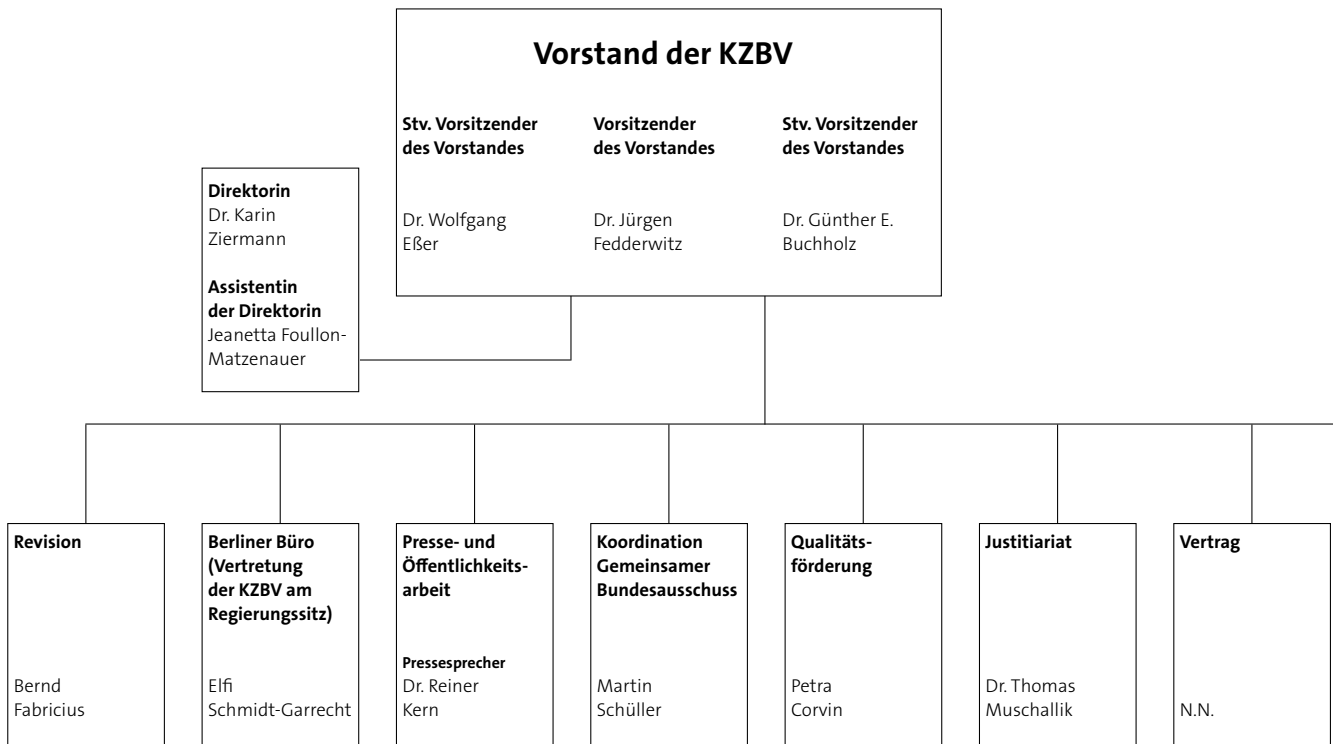 Vorstand der KZBV
Stv. Vorsitzender
des Vorstandes
Dr. Wolfgang
Eßer
Vorsitzender
des Vorstandes
Dr. Jürgen
Fedderwitz
Stv. Vorsitzender
des Vorstandes
Dr. Günther E.
Buchholz
Direktorin
Dr. Karin
Ziermann
Assistentin
der Direktorin
Jeanetta Foullon-
Matzenauer
Revision
Bernd
Fabricius
Berliner Büro
(Vertretung
der KZBV am
Regierungssitz)
Elfi
Schmidt-Garrecht
Presse- und
Öffentlichkeits-
arbeit
Pressesprecher
Dr. Reiner
Kern
Koordination
Gemeinsamer
Bundesausschuss
Martin
Schüller
Qualitäts-
förderung
Petra
Corvin
Justitiariat
Dr. Thomas
Muschallik
Vertrag
N.N.